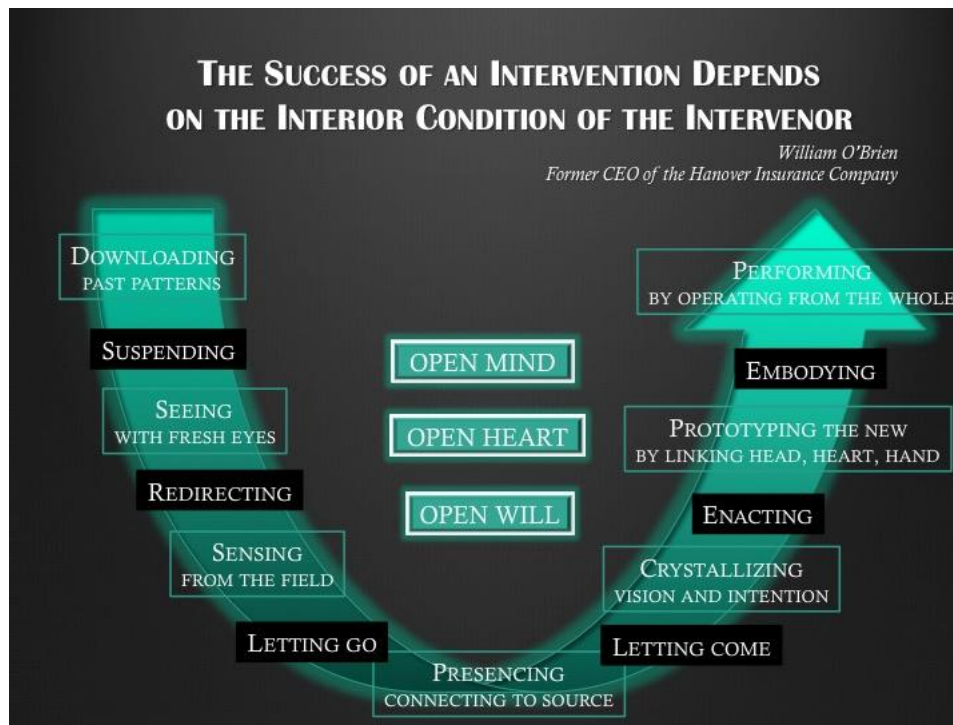 THE SUCCESS OF AN INTERVENTION DEPENDS
ON THE INTERIOR CONDITION OF THE INTERVENOR
William O'Brien
Former CEO of the Hanover Insurance Company
DOWNLOADING
PAST PATTERNS
SUSPENDING
SEEING
WITH FRESH EYES
REDIRECTING
SENSING
FROM THE FIELD
LETTING GO
PRESENCING
CONNECTING TO SOURCE
OPEN MIND
OPEN HEART
OPEN WILL
LETTING COME
CRYSTALLIZING
VISION AND INTENTION
ENACTING
PROTOTYPING THE NEW
BY LINKING HEAD, HEART, HAND
EMBODYING
PERFORMING
BY OPERATING FROM THE WHOLE